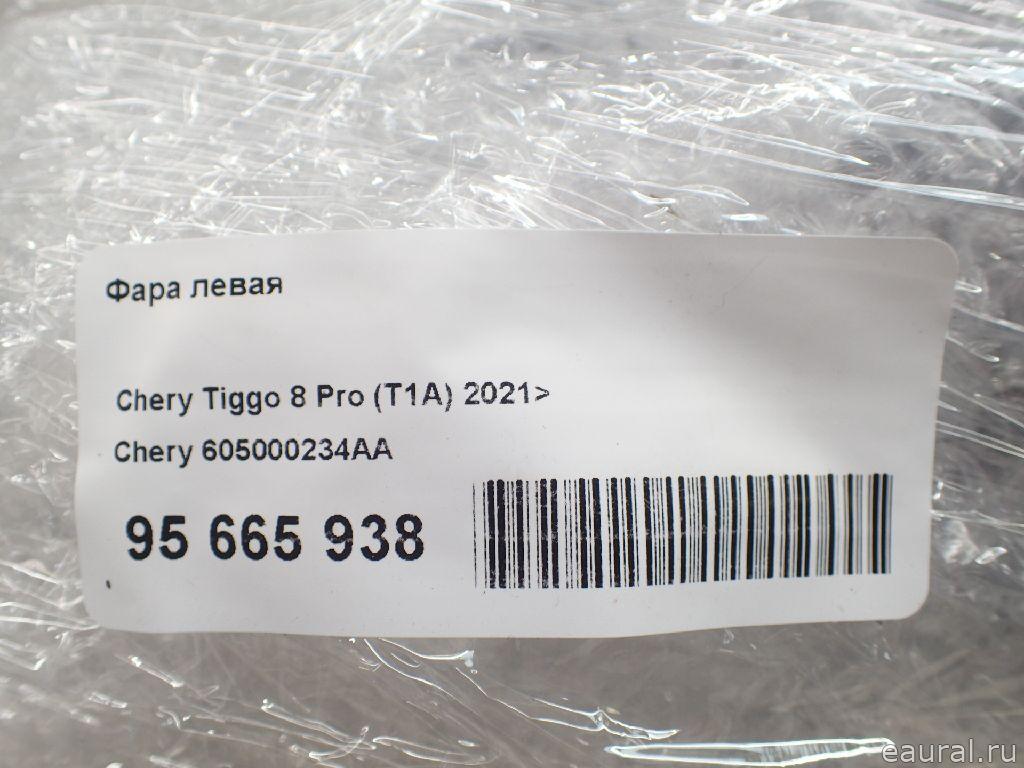 Фара левая
Chery Tiggo 8 Pro (T1A) 2021>
Chery 605000234AA
95 665 938
eaural.ru